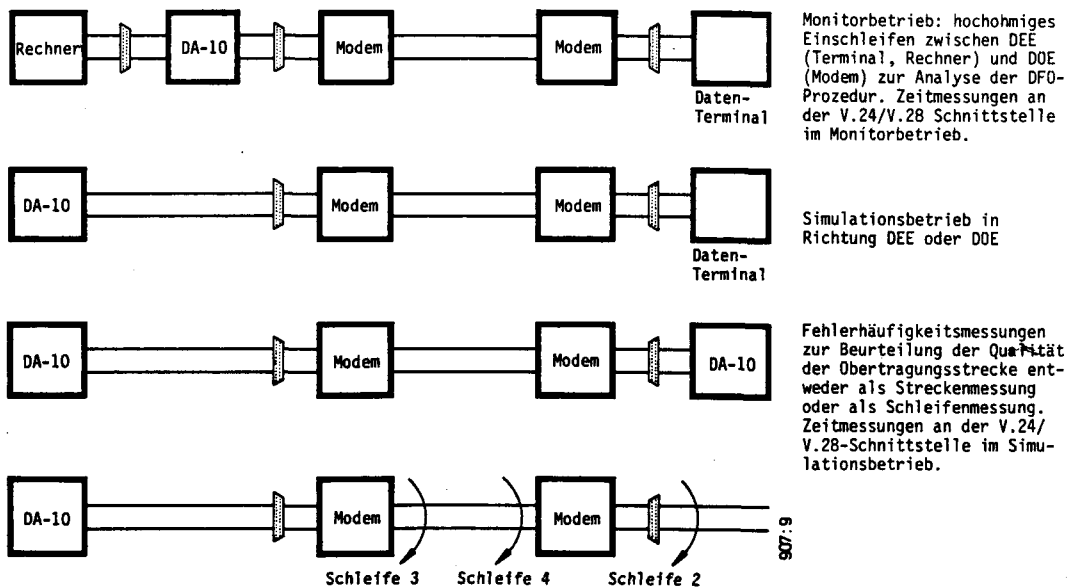 Rechner
DA-10
Modem
Modem
Daten-
Terminal
Monitorbetrieb: hochohmiges
Einschleifen zwischen DEE
(Terminal, Rechner) und DOE
(Modem) zur Analyse der DFO-
Prozedur. Zeitmessungen an
der V.24/V.28 Schnittstelle
im Monitorbetrieb.
DA-10
Modem
Modem
Daten-
Terminal
Simulationsbetrieb in
Richtung DEE oder DOE
DA-10
Modem
Modem
DA-10
Fehlerhäufigkeitsmessungen
zur Beurteilung der Qualität
der Obertragungsstrecke ent-
weder als Streckenmessung
oder als Schleifenmessung.
Zeitmessungen an der V.24/
V.28-Schnittstelle im Simu-
lationsbetrieb.
DA-10
Modem
Modem
Schleife 3
Schleife 4
Schleife 2
907:9